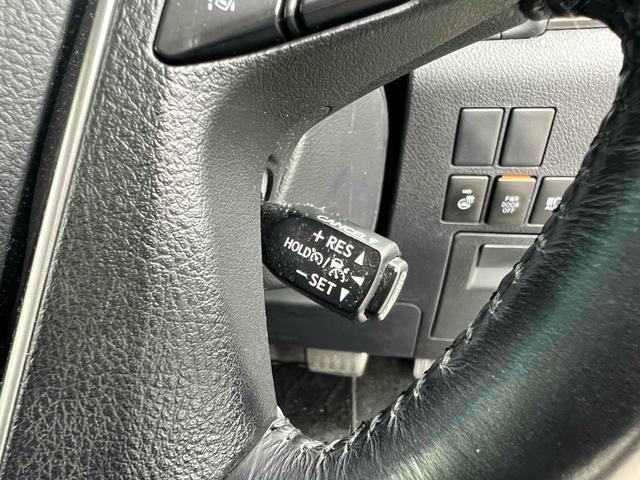 CANCEL
+ RES
HOLD /
− SET
PWR
DOOR
OFF